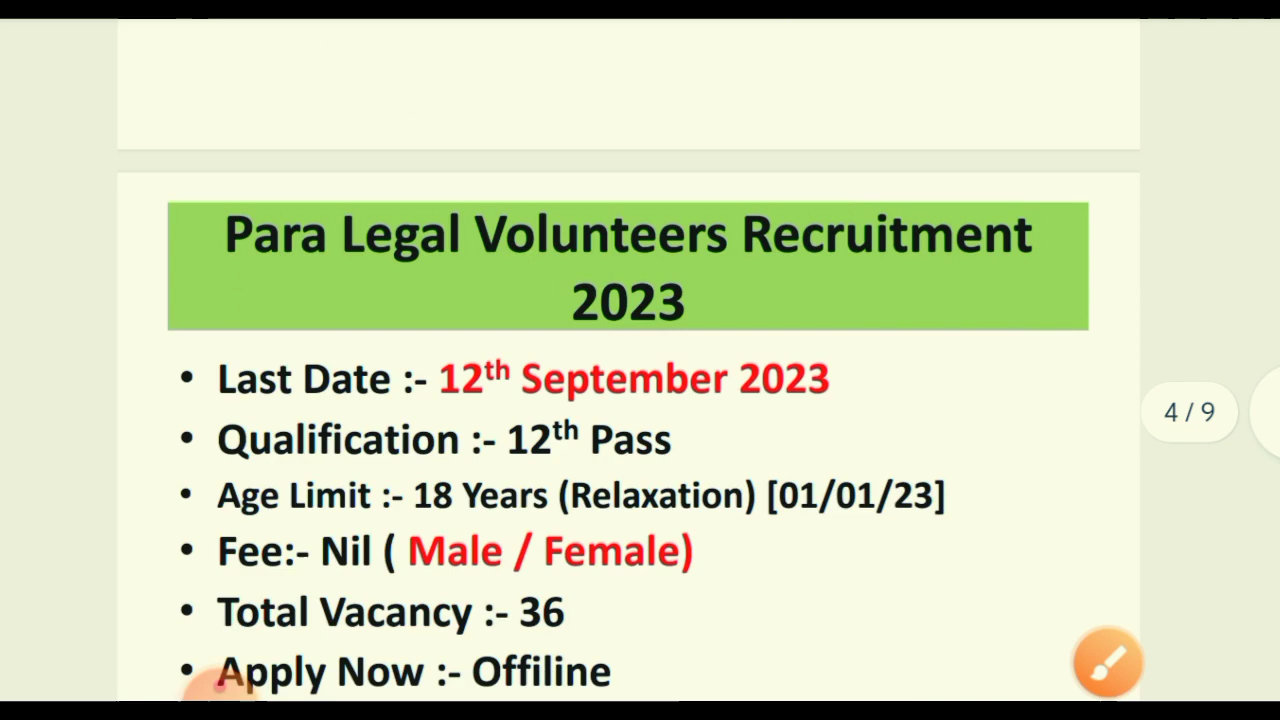 Para Legal Volunteers Recruitment
2023
• Last Date :- 12th September 2023
• Qualification :- 12th Pass
4 / 9
• Age Limit :- 18 Years (Relaxation) [01/01/23]
• Fee:- Nil ( Male / Female)
• Total Vacancy :- 36
• Apply Now :- Offiline